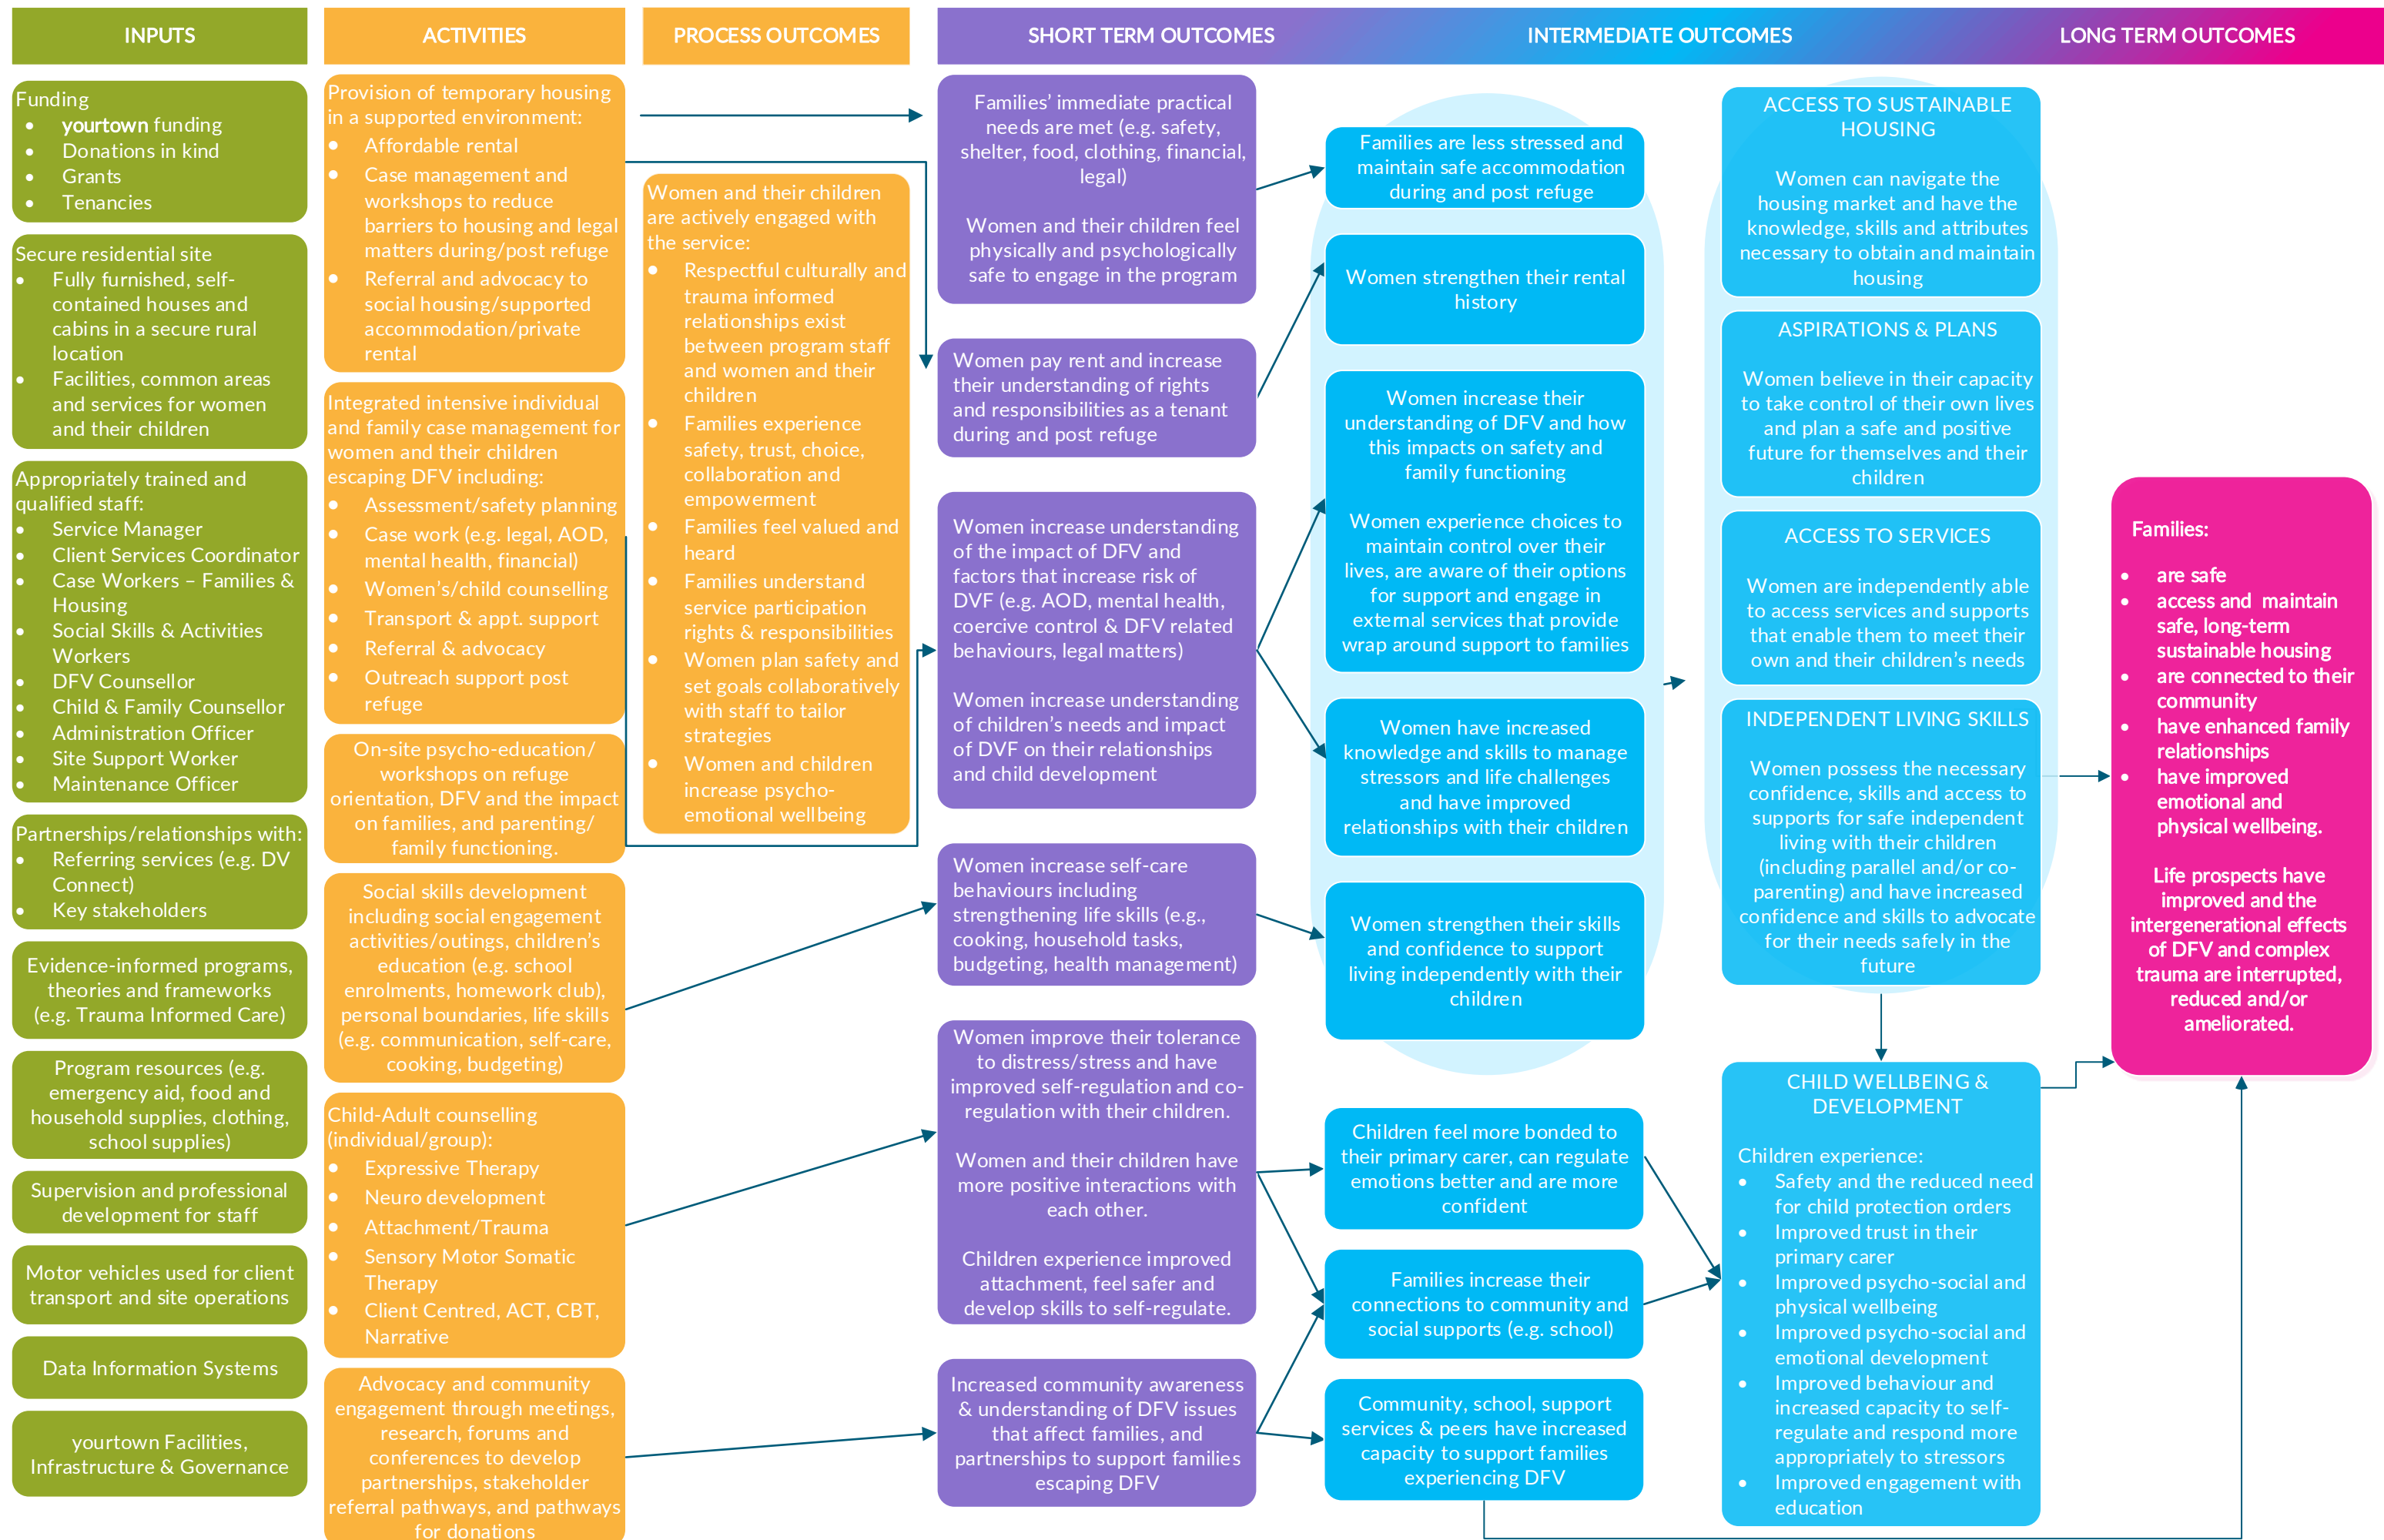 INPUTS
ACTIVITIES
PROCESS OUTCOMES
SHORT TERM OUTCOMES
INTERMEDIATE OUTCOMES
LONG TERM OUTCOMES
Funding
• yourtown funding
• Donations in kind
• Grants
• Tenancies
Secure residential site
• Fully furnished, self-
contained houses and
cabins in a secure rural
location
• Facilities, common areas
and services for women
and their children
Appropriately trained and
qualified staff:
• Service Manager
• Client Services Coordinator
• Case Workers – Families &
Housing
• Social Skills & Activities
Workers
• DFV Counsellor
• Child & Family Counsellor
• Administration Officer
• Site Support Worker
• Maintenance Officer
Partnerships/relationships with:
• Referring services (e.g. DV
Connect)
• Key stakeholders
Evidence-informed programs,
theories and frameworks
(e.g. Trauma Informed Care)
Program resources (e.g.
emergency aid, food and
household supplies, clothing,
school supplies)
Supervision and professional
development for staff
Motor vehicles used for client
transport and site operations
Data Information Systems
yourtown Facilities,
Infrastructure & Governance
Provision of temporary housing
in a supported environment:
• Affordable rental
• Case management and
workshops to reduce
barriers to housing and legal
matters during/post refuge
• Referral and advocacy to
social housing/supported
accommodation/private
rental
Integrated intensive individual
and family case management for
women and their children
escaping DFV including:
• Assessment/safety planning
• Case work (e.g. legal, AOD,
mental health, financial)
• Women's/child counselling
• Transport & appt. support
• Referral & advocacy
• Outreach support post
refuge
On-site psycho-education/
workshops on refuge
orientation, DFV and the impact
on families, and parenting/
family functioning.
Social skills development
including social engagement
activities/outings, children's
education (e.g. school
enrolments, homework club),
personal boundaries, life skills
(e.g. communication, self-care,
cooking, budgeting)
Child-Adult counselling
(individual/group):
• Expressive Therapy
• Neuro development
• Attachment/Trauma
• Sensory Motor Somatic
Therapy
• Client Centred, ACT, CBT,
Narrative
Advocacy and community
engagement through meetings,
research, forums and
conferences to develop
partnerships, stakeholder
referral pathways, and pathways
for donations
Women and their children
are actively engaged with
the service:
• Respectful culturally and
trauma informed
relationships exist
between program staff
and women and their
children
• Families experience
safety, trust, choice,
collaboration and
empowerment
• Families feel valued and
heard
• Families understand
service participation
rights & responsibilities
• Women plan safety and
set goals collaboratively
with staff to tailor
strategies
• Women and children
increase psycho-
emotional wellbeing
Families' immediate practical
needs are met (e.g. safety,
shelter, food, clothing, financial,
legal)
Women and their children feel
physically and psychologically
safe to engage in the program
Women pay rent and increase
their understanding of rights
and responsibilities as a tenant
during and post refuge
Women increase understanding
of the impact of DFV and
factors that increase risk of
DVF (e.g. AOD, mental health,
coercive control & DFV related
behaviours, legal matters)
Women increase understanding
of children's needs and impact
of DVF on their relationships
and child development
Women increase self-care
behaviours including
strengthening life skills (e.g.,
cooking, household tasks,
budgeting, health management)
Women improve their tolerance
to distress/stress and have
improved self-regulation and co-
regulation with their children.
Women and their children have
more positive interactions with
each other.
Children experience improved
attachment, feel safer and
develop skills to self-regulate.
Increased community awareness
& understanding of DFV issues
that affect families, and
partnerships to support families
escaping DFV
Families are less stressed and
maintain safe accommodation
during and post refuge
Women strengthen their rental
history
Women increase their
understanding of DFV and how
this impacts on safety and
family functioning
Women experience choices to
maintain control over their
lives, are aware of their options
for support and engage in
external services that provide
wrap around support to families
Women have increased
knowledge and skills to manage
stressors and life challenges
and have improved
relationships with their children
Women strengthen their skills
and confidence to support
living independently with their
children
Children feel more bonded to
their primary carer, can regulate
emotions better and are more
confident
Families increase their
connections to community and
social supports (e.g. school)
Community, school, support
services & peers have increased
capacity to support families
experiencing DFV
ACCESS TO SUSTAINABLE
HOUSING
Women can navigate the
housing market and have the
knowledge, skills and attributes
necessary to obtain and maintain
housing
ASPIRATIONS & PLANS
Women believe in their capacity
to take control of their own lives
and plan a safe and positive
future for themselves and their
children
ACCESS TO SERVICES
Women are independently able
to access services and supports
that enable them to meet their
own and their children's needs
INDEPENDENT LIVING SKILLS
Women possess the necessary
confidence, skills and access to
supports for safe independent
living with their children
(including parallel and/or co-
parenting) and have increased
confidence and skills to advocate
for their needs safely in the
future
CHILD WELLBEING &
DEVELOPMENT
Children experience:
• Safety and the reduced need
for child protection orders
• Improved trust in their
primary carer
• Improved psycho-social and
physical wellbeing
• Improved psycho-social and
emotional development
• Improved behaviour and
increased capacity to self-
regulate and respond more
appropriately to stressors
• Improved engagement with
education
Families:
• are safe
• access and maintain
safe, long-term
sustainable housing
• are connected to their
community
• have enhanced family
relationships
• have improved
emotional and
physical wellbeing.
Life prospects have
improved and the
intergenerational effects
of DFV and complex
trauma are interrupted,
reduced and/or
ameliorated.